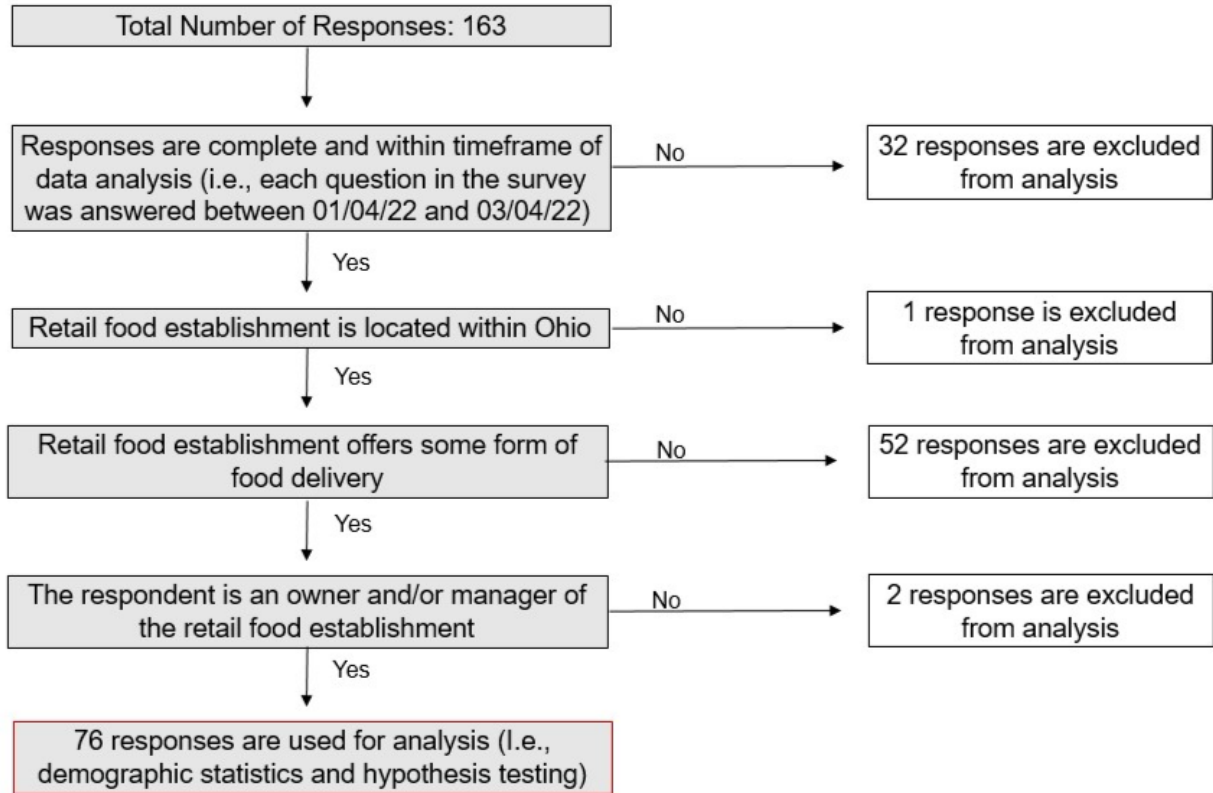 Total Number of Responses: 163
Responses are complete and within timeframe of
data analysis (i.e., each question in the survey
was answered between 01/04/22 and 03/04/22)
No
32 responses are excluded
from analysis
Yes
Retail food establishment is located within Ohio
No
1 response is excluded
from analysis
Yes
Retail food establishment offers some form of
food delivery
No
52 responses are excluded
from analysis
Yes
The respondent is an owner and/or manager of
the retail food establishment
No
2 responses are excluded
from analysis
Yes
76 responses are used for analysis (I.e.,
demographic statistics and hypothesis testing)